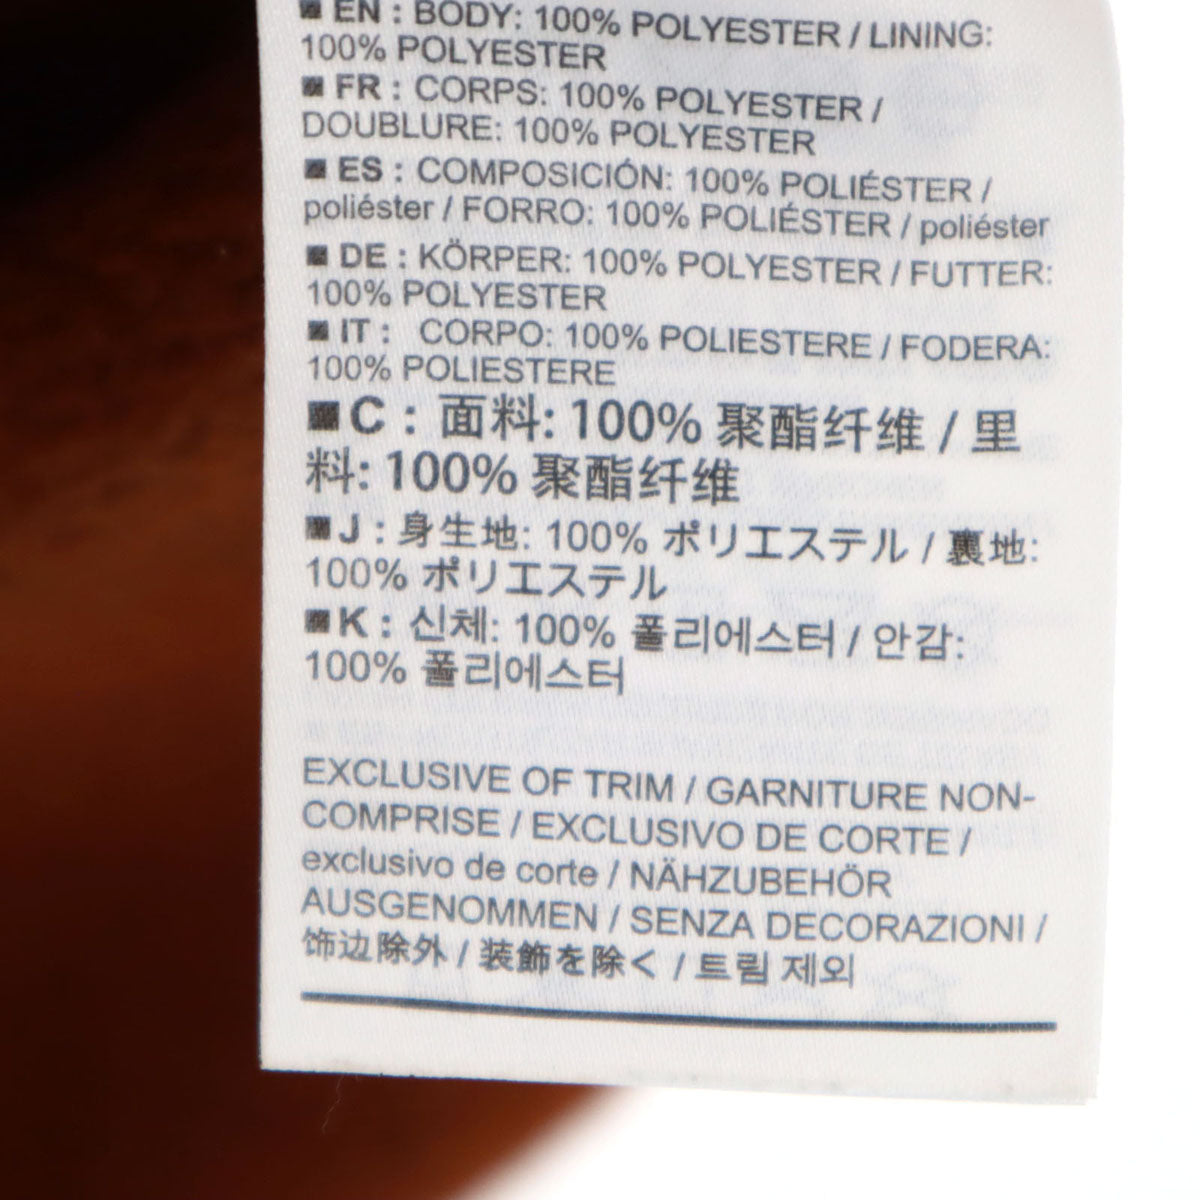 ■ EN : BODY: 100% POLYESTER / LINING:
100% POLYESTER
■ FR : CORPS: 100% POLYESTER /
DOUBLURE: 100% POLYESTER
■ ES : COMPOSICIÓN: 100% POLIÉSTER /
poliéster / FORRO: 100% POLIÉSTER / poliéster
■ DE : KÖRPER: 100% POLYESTER / FUTTER:
100% POLYESTER
■ IT : CORPO: 100% POLIESTERE / FODERA:
100% POLIESTERE
■ C : 面料: 100% 聚酯纤维 / 里
料: 100% 聚酯纤维
■ J : 身生地: 100% ポリエステル / 裏地:
100% ポリエステル
■ K : 신체: 100% 폴리에스터 / 안감:
100% 폴리에스터
EXCLUSIVE OF TRIM / GARNITURE NON-
COMPRISE / EXCLUSIVO DE CORTE /
exclusivo de corte / NÄHZUBEHÖR
AUSGENOMMEN / SENZA DECORAZIONI /
饰边除外 / 装飾を除く / 트림 제외